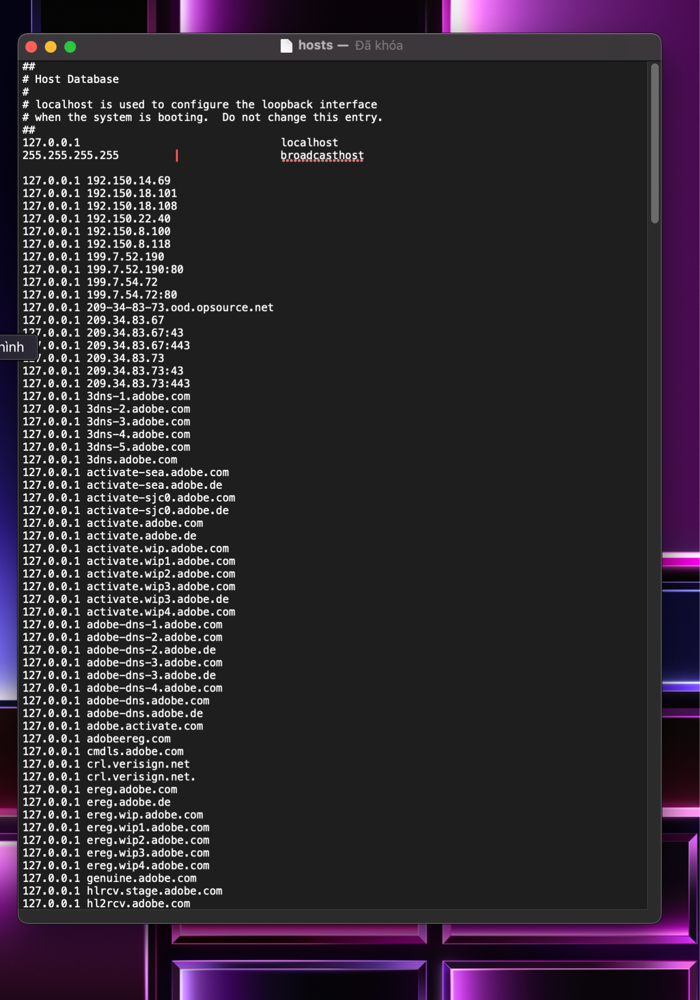 hosts — Đã khóa
##
# Host Database
#
# localhost is used to configure the loopback interface
# when the system is booting.  Do not change this entry.
##
127.0.0.1 localhost
255.255.255.255 broadcasthost
127.0.0.1 192.150.14.69
127.0.0.1 192.150.18.101
127.0.0.1 192.150.18.108
127.0.0.1 192.150.22.40
127.0.0.1 192.150.8.100
127.0.0.1 192.150.8.118
127.0.0.1 199.7.52.190
127.0.0.1 199.7.52.190:80
127.0.0.1 199.7.54.72
127.0.0.1 199.7.54.72:80
127.0.0.1 209-34-83-73.ood.opsource.net
127.0.0.1 209.34.83.67
127.0.0.1 209.34.83.67:43
hình
7.0.0.1 209.34.83.67:443
127.0.0.1 209.34.83.73
127.0.0.1 209.34.83.73:43
127.0.0.1 209.34.83.73:443
127.0.0.1 3dns-1.adobe.com
127.0.0.1 3dns-2.adobe.com
127.0.0.1 3dns-3.adobe.com
127.0.0.1 3dns-4.adobe.com
127.0.0.1 3dns-5.adobe.com
127.0.0.1 3dns.adobe.com
127.0.0.1 activate-sea.adobe.com
127.0.0.1 activate-sea.adobe.de
127.0.0.1 activate-sjc0.adobe.com
127.0.0.1 activate-sjc0.adobe.de
127.0.0.1 activate.adobe.com
127.0.0.1 activate.adobe.de
127.0.0.1 activate.wip.adobe.com
127.0.0.1 activate.wip1.adobe.com
127.0.0.1 activate.wip2.adobe.com
127.0.0.1 activate.wip3.adobe.com
127.0.0.1 activate.wip3.adobe.de
127.0.0.1 activate.wip4.adobe.com
127.0.0.1 adobe-dns-1.adobe.com
127.0.0.1 adobe-dns-2.adobe.com
127.0.0.1 adobe-dns-2.adobe.de
127.0.0.1 adobe-dns-3.adobe.com
127.0.0.1 adobe-dns-3.adobe.de
127.0.0.1 adobe-dns-4.adobe.com
127.0.0.1 adobe-dns.adobe.com
127.0.0.1 adobe-dns.adobe.de
127.0.0.1 adobe.activate.com
127.0.0.1 adobeereg.com
127.0.0.1 cmdls.adobe.com
127.0.0.1 crl.verisign.net
127.0.0.1 crl.verisign.net.
127.0.0.1 ereg.adobe.com
127.0.0.1 ereg.adobe.de
127.0.0.1 ereg.wip.adobe.com
127.0.0.1 ereg.wip1.adobe.com
127.0.0.1 ereg.wip2.adobe.com
127.0.0.1 ereg.wip3.adobe.com
127.0.0.1 ereg.wip4.adobe.com
127.0.0.1 genuine.adobe.com
127.0.0.1 hlrcv.stage.adobe.com
127.0.0.1 hl2rcv.adobe.com